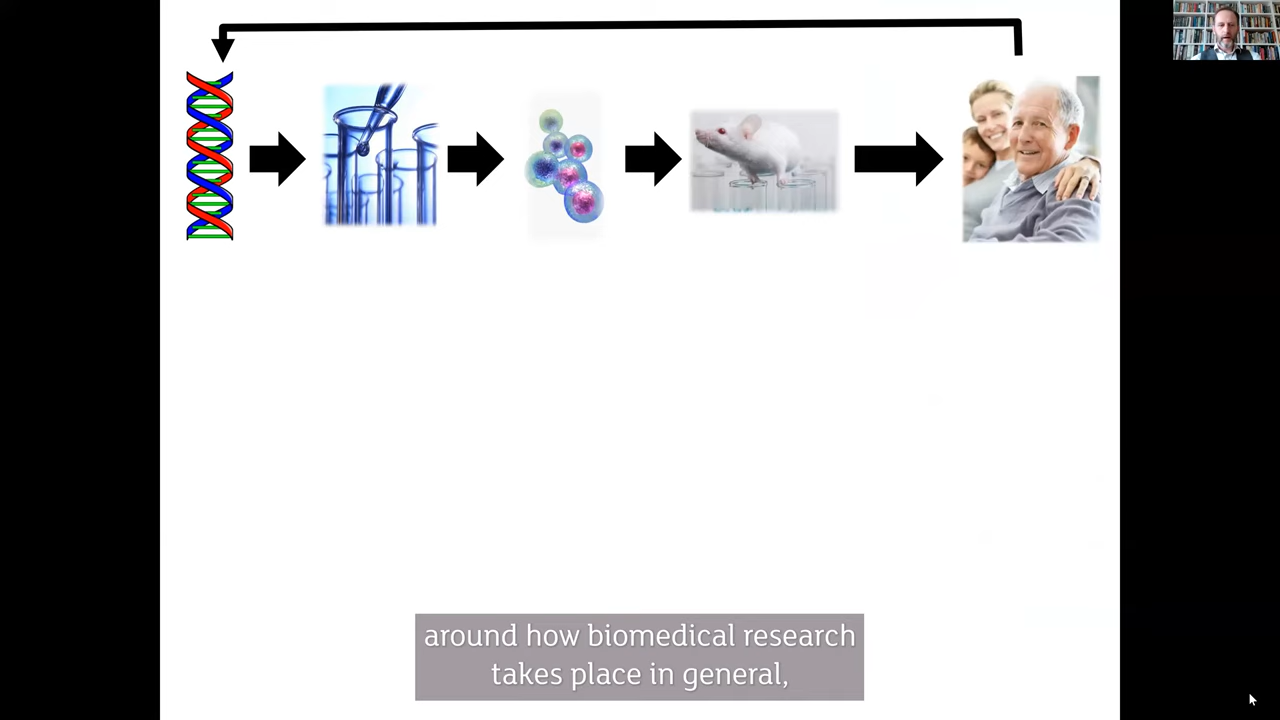 around how biomedical research
takes place in general,